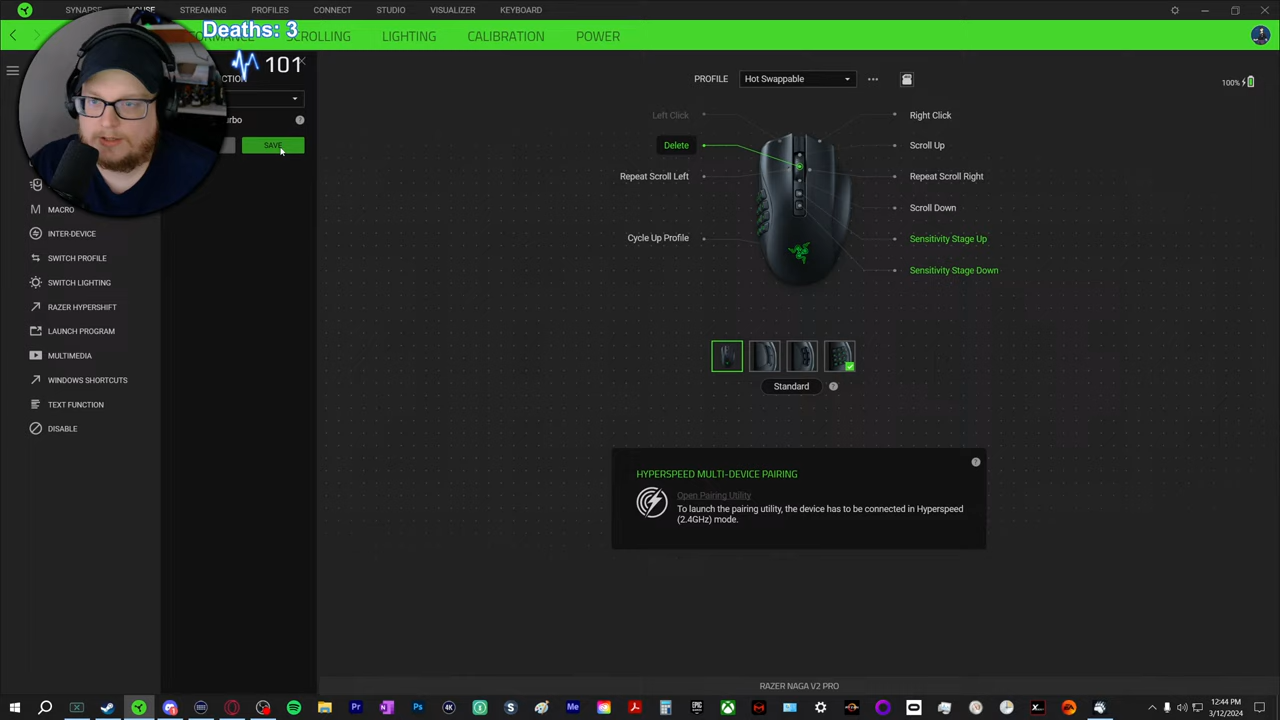 SYNAPSE MOUSE STREAMING PROFILES CONNECT STUDIO VISUALIZER KEYBOARD
Deaths: 3
SCROLLING LIGHTING CALIBRATION POWER
101
PROFILE Hot Swappable
100%
SAVE
Left Click
Delete
Repeat Scroll Left
Cycle Up Profile
Right Click
Scroll Up
Repeat Scroll Right
Scroll Down
Sensitivity Stage Up
Sensitivity Stage Down
MACRO
INTER-DEVICE
SWITCH PROFILE
SWITCH LIGHTING
RAZER HYPERSHIFT
LAUNCH PROGRAM
MULTIMEDIA
WINDOWS SHORTCUTS
TEXT FUNCTION
DISABLE
Standard
HYPERSPEED MULTI-DEVICE PAIRING
Open Pairing Utility
To launch the pairing utility, the device has to be connected in Hyperspeed
(2.4GHz) mode.
RAZER NAGA V2 PRO
12:44 PM
3/12/2024